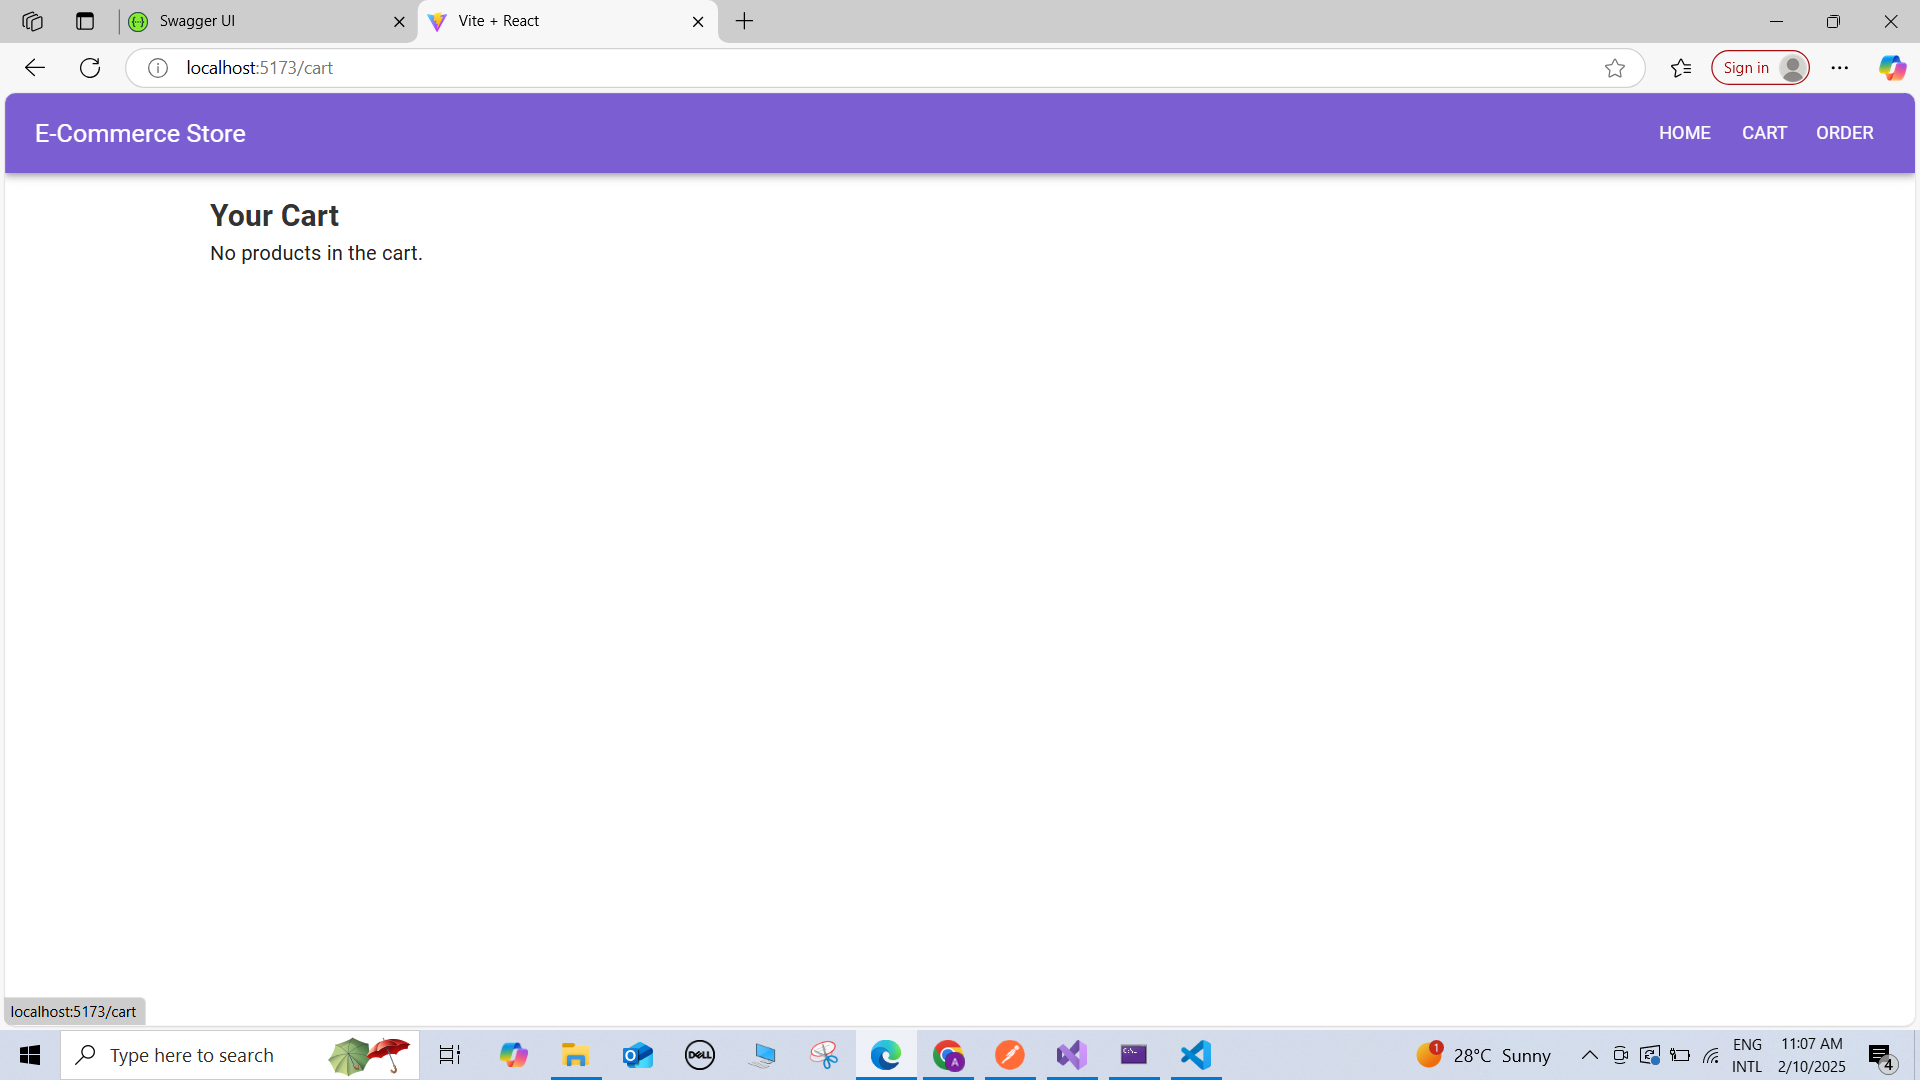 Swagger UI
Vite + React
localhost:5173/cart
Sign in
E-Commerce Store
HOME
CART
ORDER
Your Cart
No products in the cart.
localhost:5173/cart
Type here to search
DELL
A
1
28°C Sunny
ENG
INTL
11:07 AM
2/10/2025
4